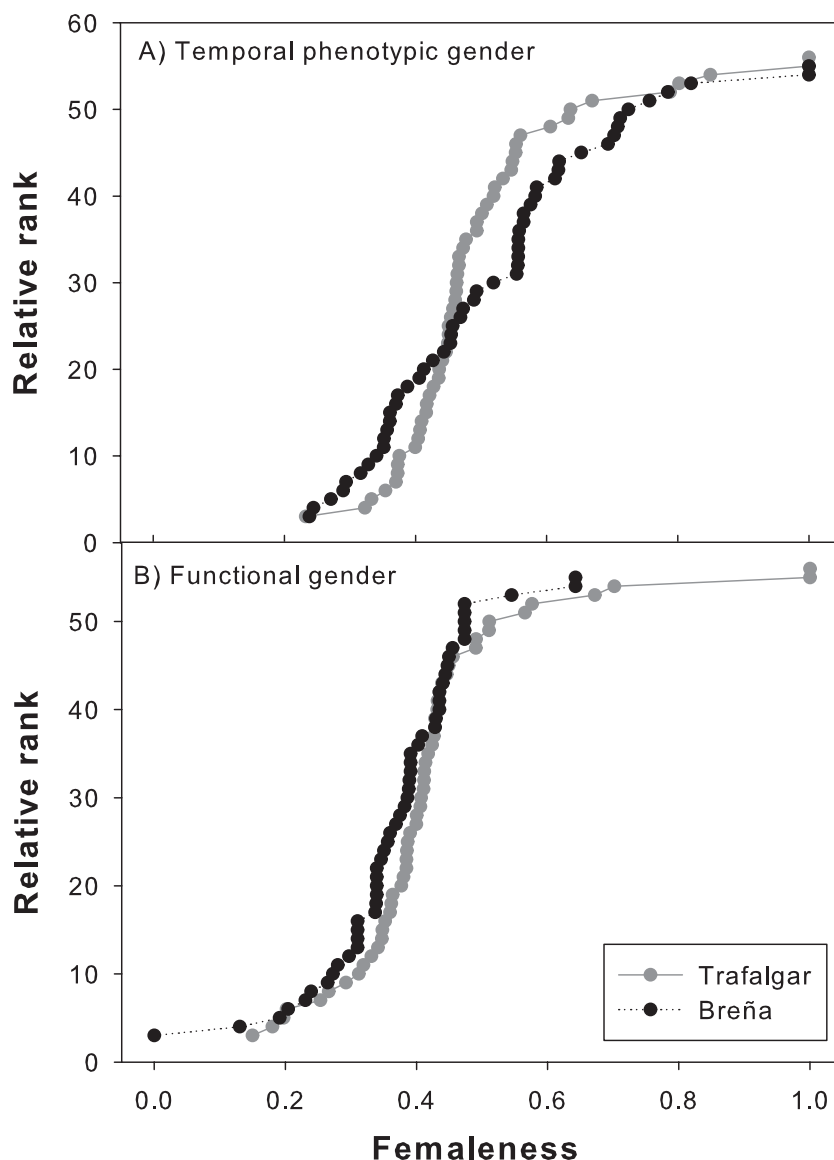 A) Temporal phenotypic gender
60
50
40
30
20
10
0
Relative rank
B) Functional gender
50
40
30
20
10
0
Relative rank
Trafalgar
Breña
0.0 0.2 0.4 0.6 0.8 1.0
Femaleness